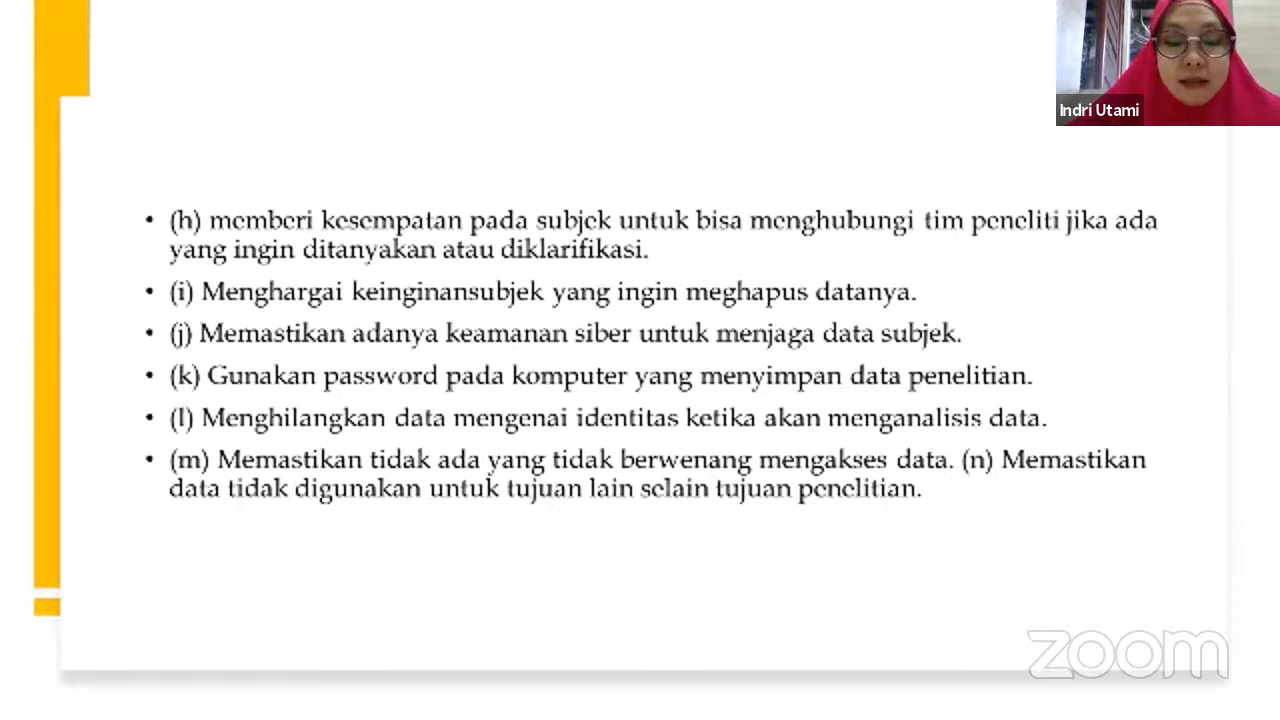 Indri Utami
• (h) memberi kesempatan pada subjek untuk bisa menghubungi tim peneliti jika ada
yang ingin ditanyakan atau diklarifikasi.
• (i) Menghargai keinginansubjek yang ingin meghapus datanya.
• (j) Memastikan adanya keamanan siber untuk menjaga data subjek.
• (k) Gunakan password pada komputer yang menyimpan data penelitian.
• (l) Menghilangkan data mengenai identitas ketika akan menganalisis data.
• (m) Memastikan tidak ada yang tidak berwenang mengakses data. (n) Memastikan
data tidak digunakan untuk tujuan lain selain tujuan penelitian.
zoom